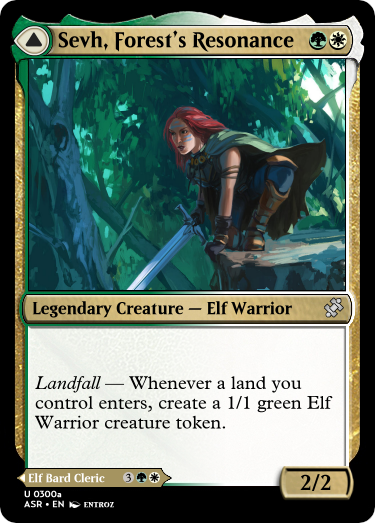 Sevh, Forest's Resonance
Legendary Creature — Elf Warrior
Landfall — Whenever a land you
control enters, create a 1/1 green Elf
Warrior creature token.
Elf Bard Cleric 3
2/2
U 0300a
ASR • EN ENTROZ